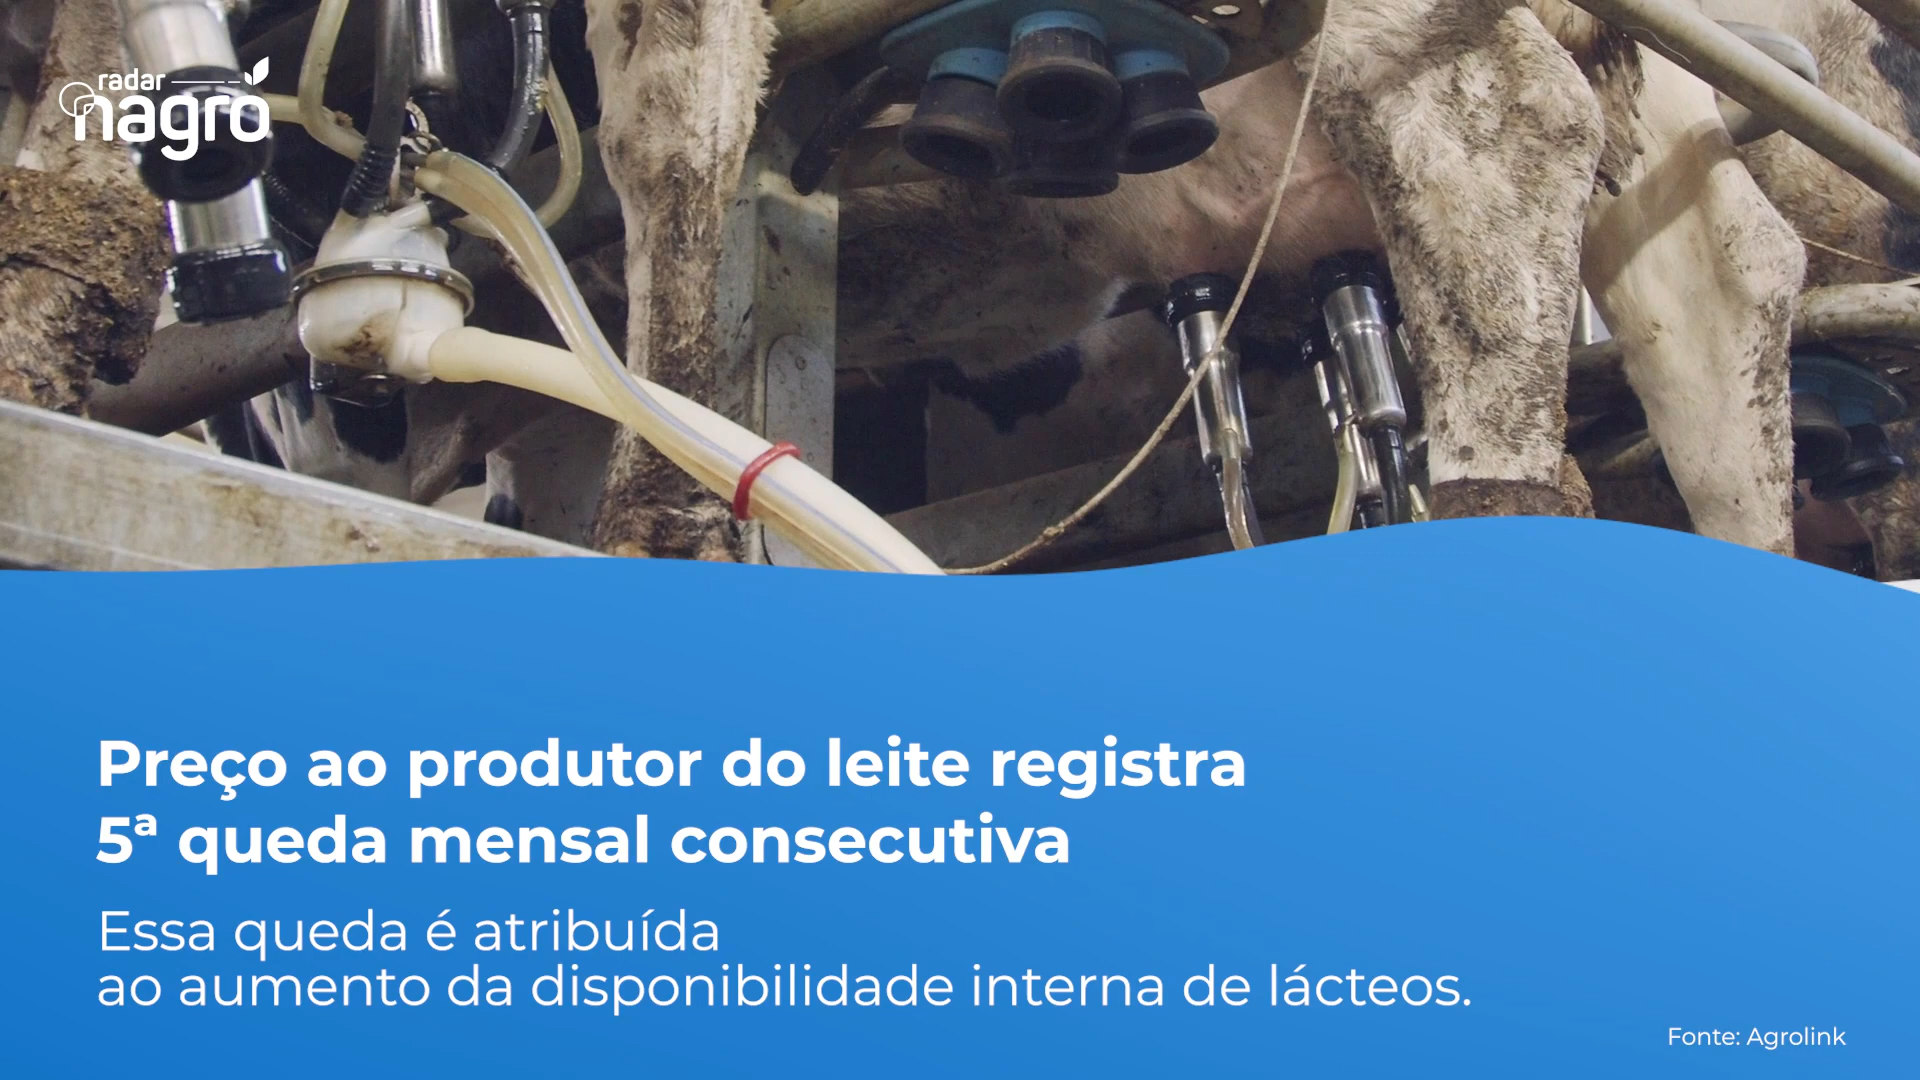 radar
nagro
Preço ao produtor do leite registra
5ª queda mensal consecutiva
Essa queda é atribuída
ao aumento da disponibilidade interna de lácteos.
Fonte: Agrolink